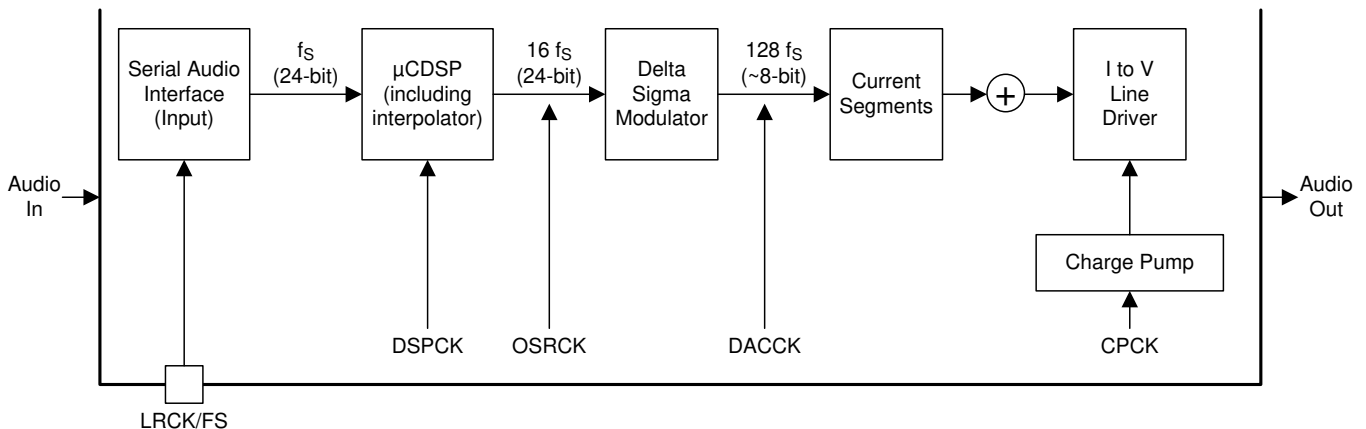 Serial Audio
Interface
(Input)
fS
(24-bit)
µCDSP
(including
interpolator)
16 fS
(24-bit)
Delta
Sigma
Modulator
128 fS
(~8-bit)
Current
Segments
+
I to V
Line
Driver
Audio
In
Audio
Out
Charge Pump
DSPCK
OSRCK
DACCK
CPCK
LRCK/FS